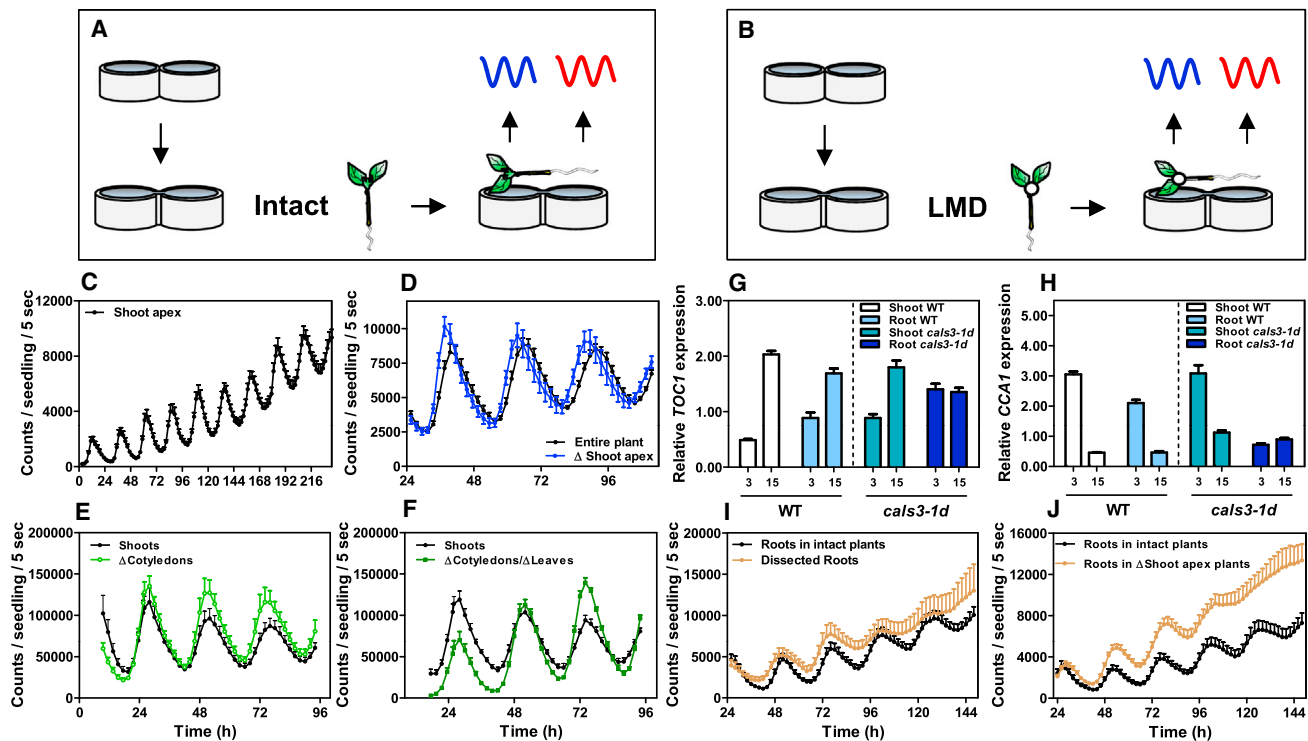 A
Intact
B
LMD
C
Counts / seedling / 5 sec
12000
8000
4000
0
Shoot apex
0 24 48 72 96 120 144 168 192 216
D
Counts / seedling / 5 sec
10000
7500
5000
2500
0
Entire plant
Δ Shoot apex
24 48 72 96
G
Relative TOC1 expression
3.00
2.00
1.00
0.00
Shoot WT
Root WT
Shoot cals3-1d
Root cals3-1d
3 15 3 15 3 15 3 15
WT cals3-1d
H
Relative CCA1 expression
5.00
4.00
3.00
2.00
1.00
0.00
Shoot WT
Root WT
Shoot cals3-1d
Root cals3-1d
3 15 3 15 3 15 3 15
WT cals3-1d
E
Counts / seedling / 5 sec
200000
150000
100000
50000
0
Shoots
ΔCotyledons
0 24 48 72 96
Time (h)
F
Counts / seedling / 5 sec
200000
150000
100000
50000
0
Shoots
ΔCotyledons/ΔLeaves
24 48 72 96
Time (h)
I
Counts / seedling / 5 sec
20000
15000
10000
5000
0
Roots in intact plants
Dissected Roots
24 48 72 96 120 144
Time (h)
J
Counts / seedling / 5 sec
16000
12000
8000
4000
0
Roots in intact plants
Roots in ΔShoot apex plants
24 48 72 96 120 144
Time (h)